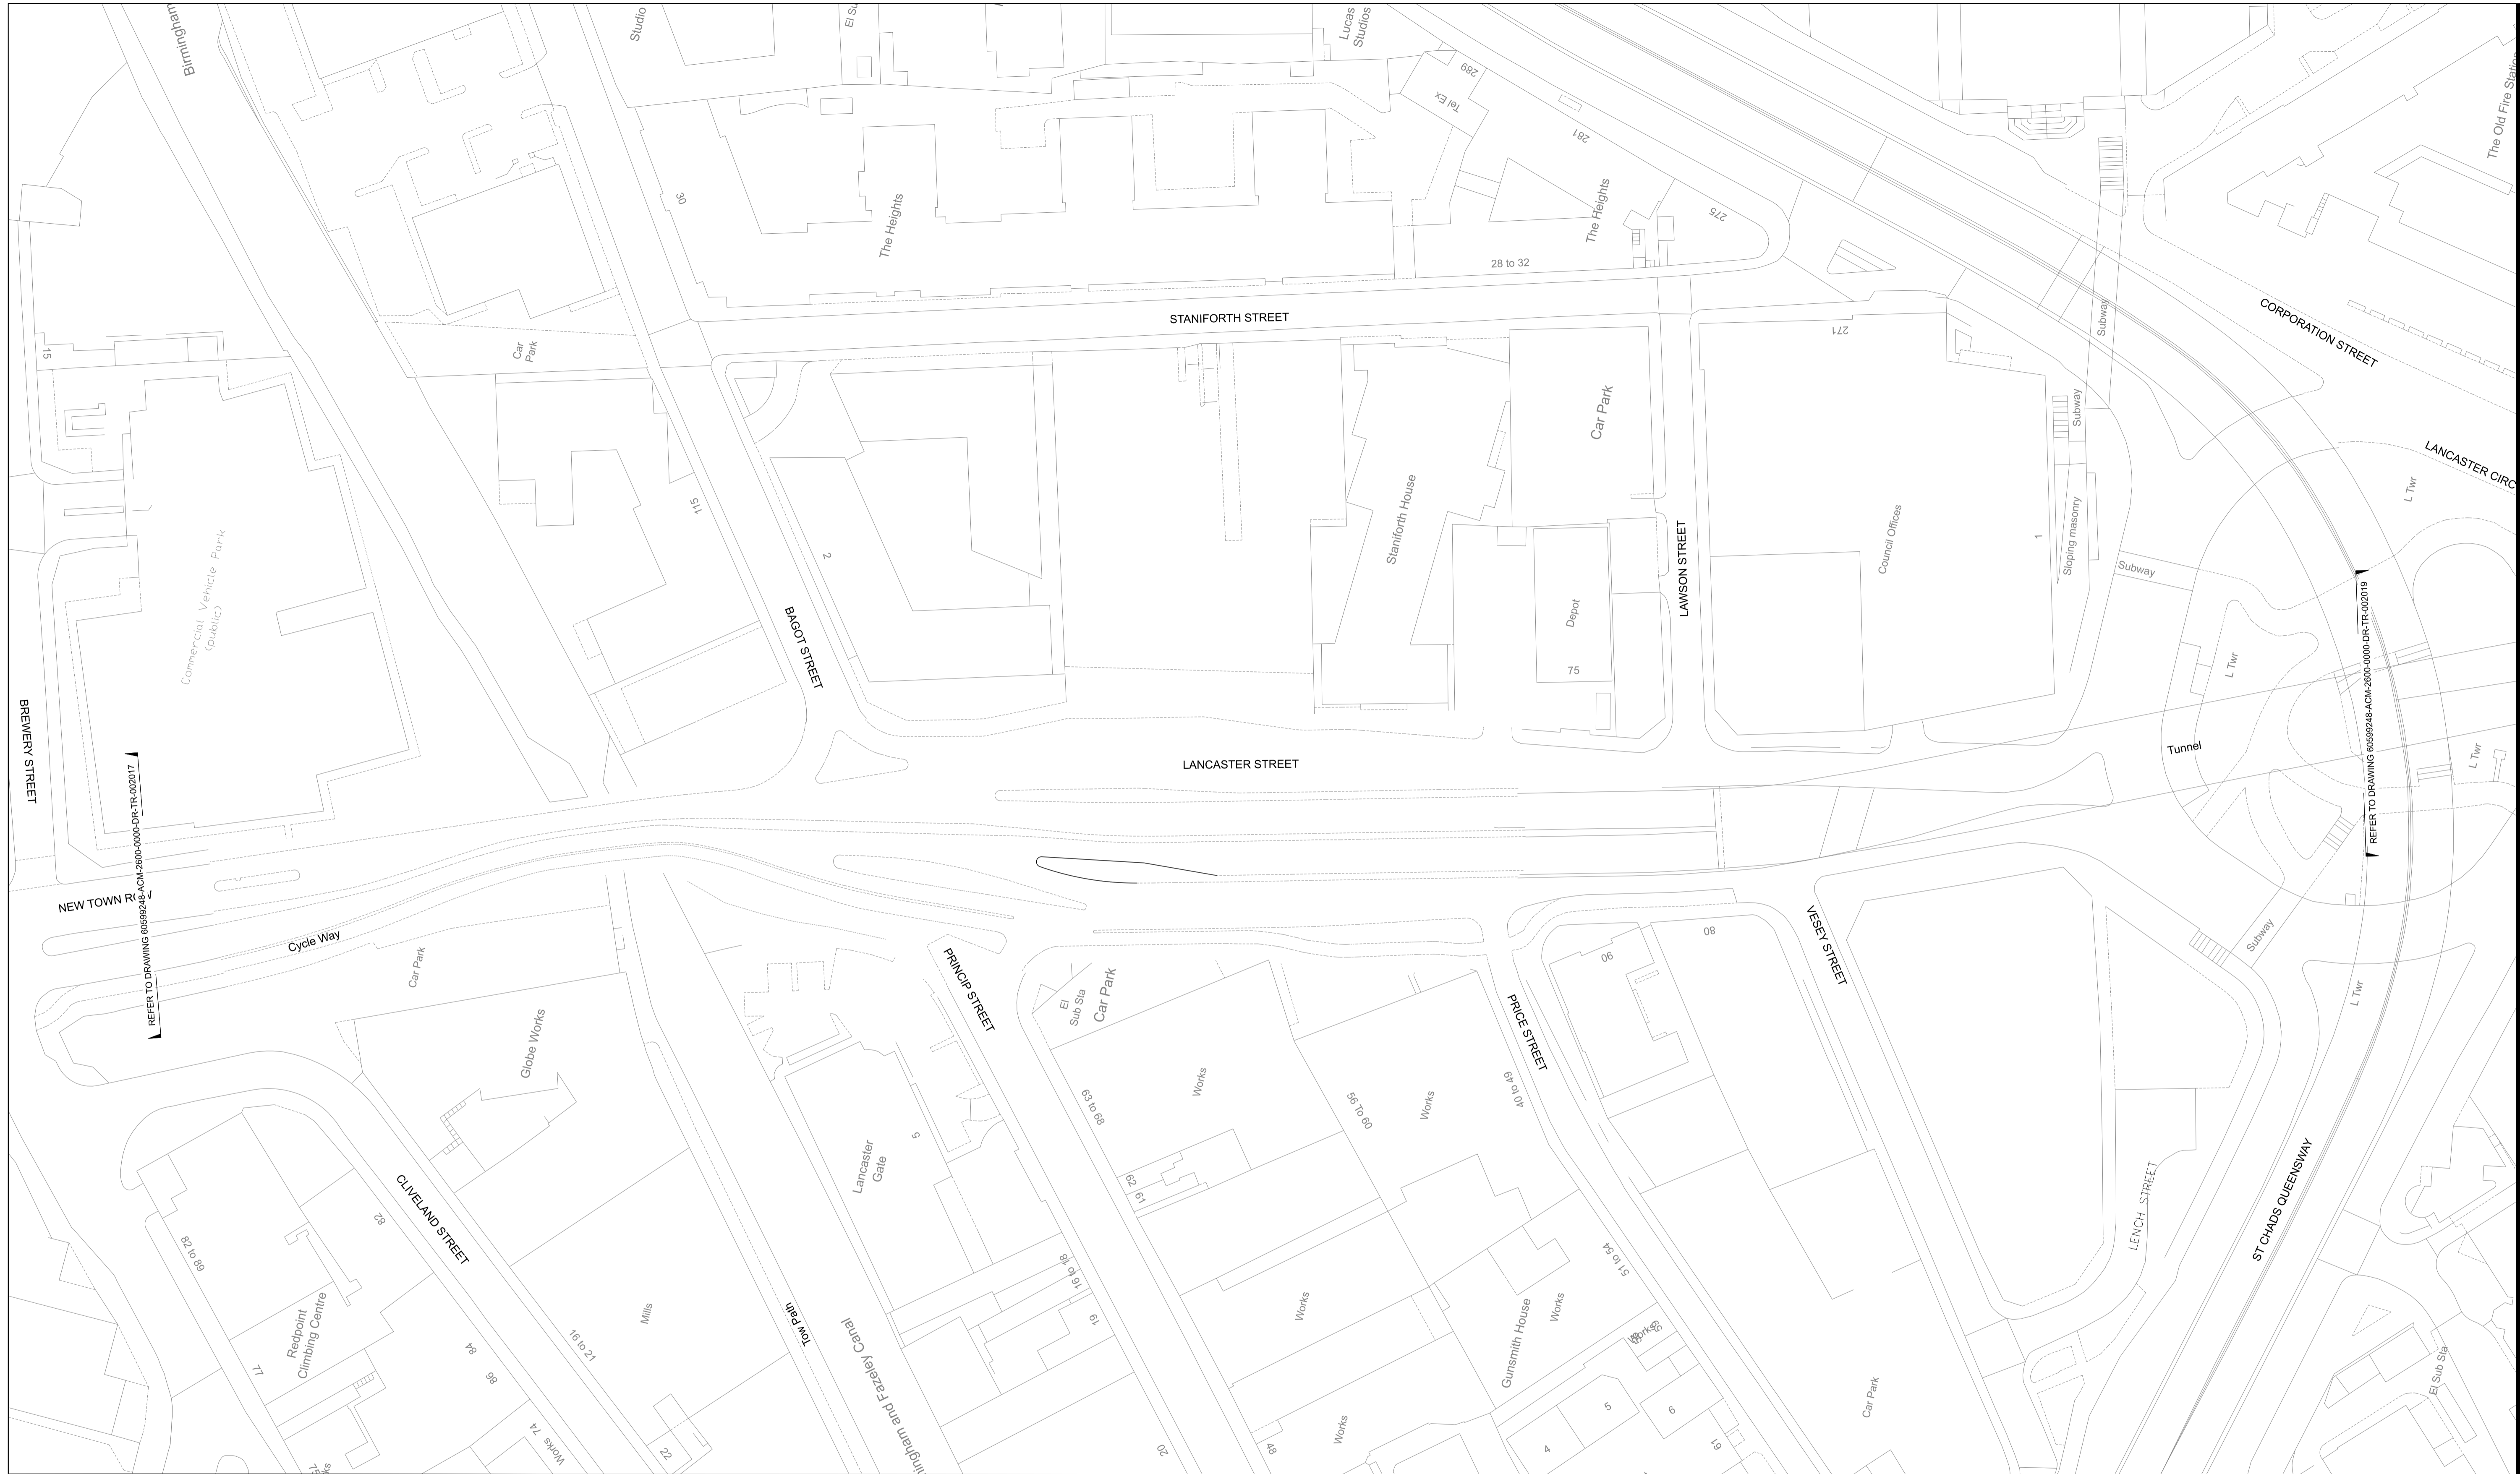 Birmingham
Studio
Lucas
Studios
289
Tel Ex
281
The Old Fire Station
30
The Heights
The Heights
275
28 to 32
STANIFORTH STREET
271
Subway
CORPORATION STREET
15
Car
Park
Car Park
Subway
LANCASTER CIRC
L Twr
115
2
Staniforth House
LAWSON STREET
Council Offices
1
Sloping masonry
Subway
Commercial Vehicle Park
(public)
BAGOT STREET
Depot
75
L Twr
REFER TO DRAWING 60599248-ACM-2600-0000-DR-TR-002019
BREWERY STREET
REFER TO DRAWING 60599248-ACM-2600-0000-DR-TR-002017
LANCASTER STREET
Tunnel
L Twr
NEW TOWN
Cycle Way
Car Park
PRINCIP STREET
El
Sub Sta
Car Park
90
80
VESEY STREET
Subway
L Twr
Globe Works
PRICE STREET
Works
63 to 68
56 To 60
Works
40 to 49
5
Lancaster
Gate
62
61
CLIVELAND STREET
82
82 to 89
LENCH STREET
ST CHADS QUEENSWAY
16 to 18
19
51 to 54
Works
Works
Gunsmith House
Works
Redpoint
Climbing Centre
77
84
86
16 to 21
Mills
Tow Path
ningham and Fazeley Canal
Car Park
El Sub Sta
5
6
4
61
Works
48
20
22
74
Works